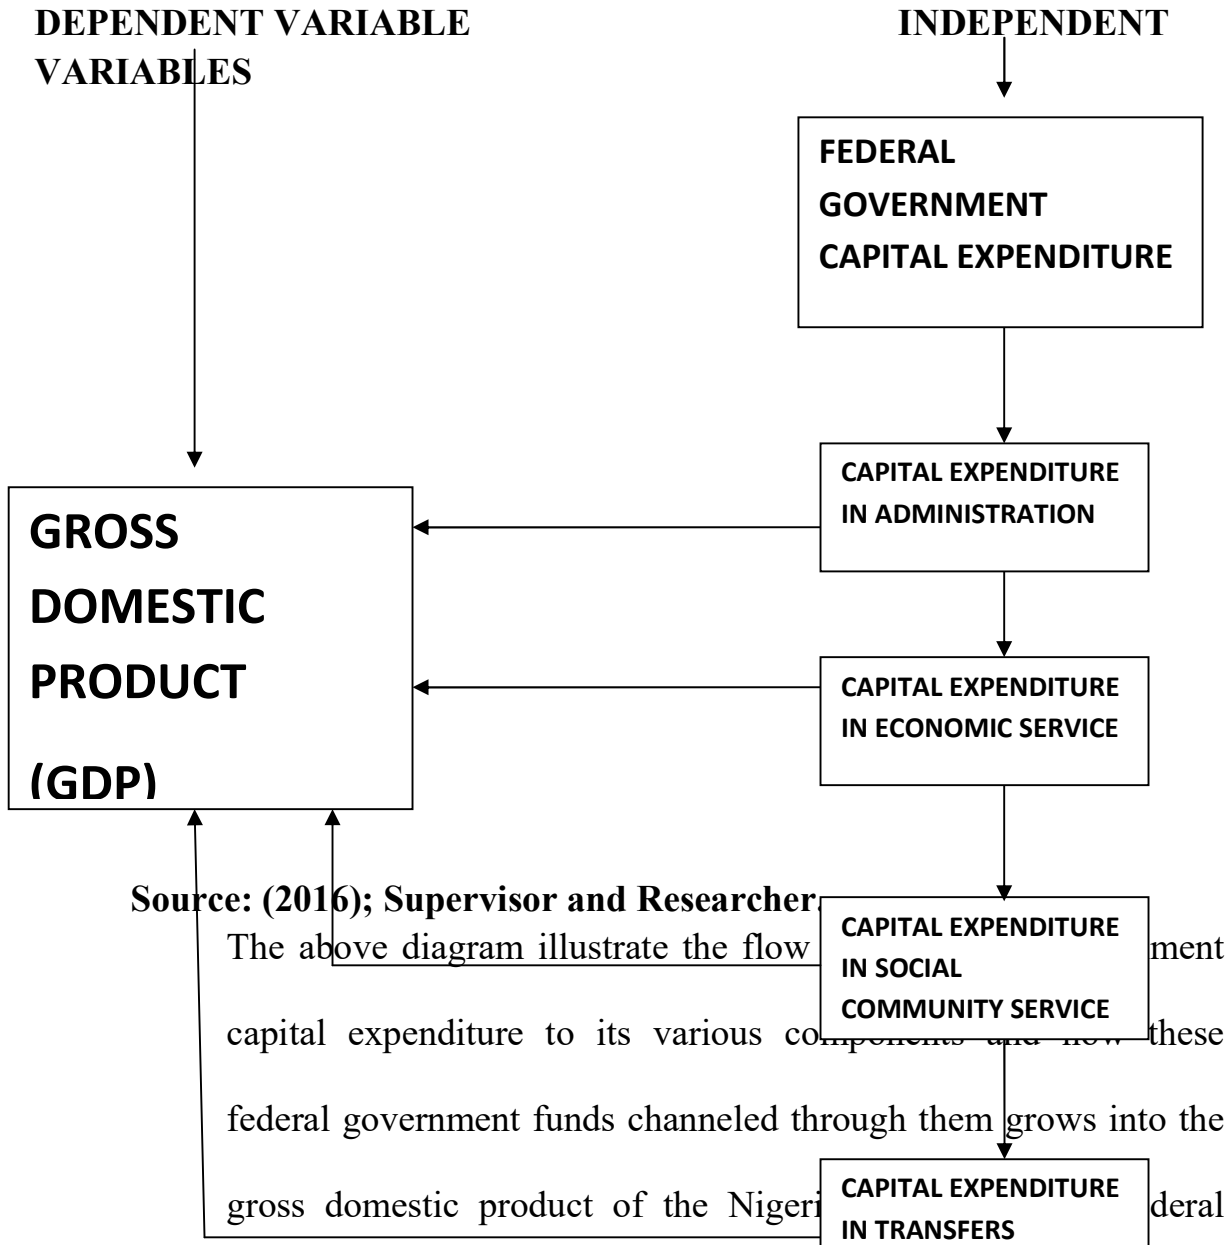 DEPENDENT VARIABLE INDEPENDENT
VARIABLES
FEDERAL
GOVERNMENT
CAPITAL EXPENDITURE
CAPITAL EXPENDITURE
IN ADMINISTRATION
GROSS
DOMESTIC
PRODUCT
(GDP)
CAPITAL EXPENDITURE
IN ECONOMIC SERVICE
Source: (2016); Supervisor and Researcher.
CAPITAL EXPENDITURE
IN SOCIAL
COMMUNITY SERVICE
The above diagram illustrate the flow ment
capital expenditure to its various components and how these
federal government funds channeled through them grows into the
gross domestic product of the Nigeri deral
CAPITAL EXPENDITURE
IN TRANSFERS